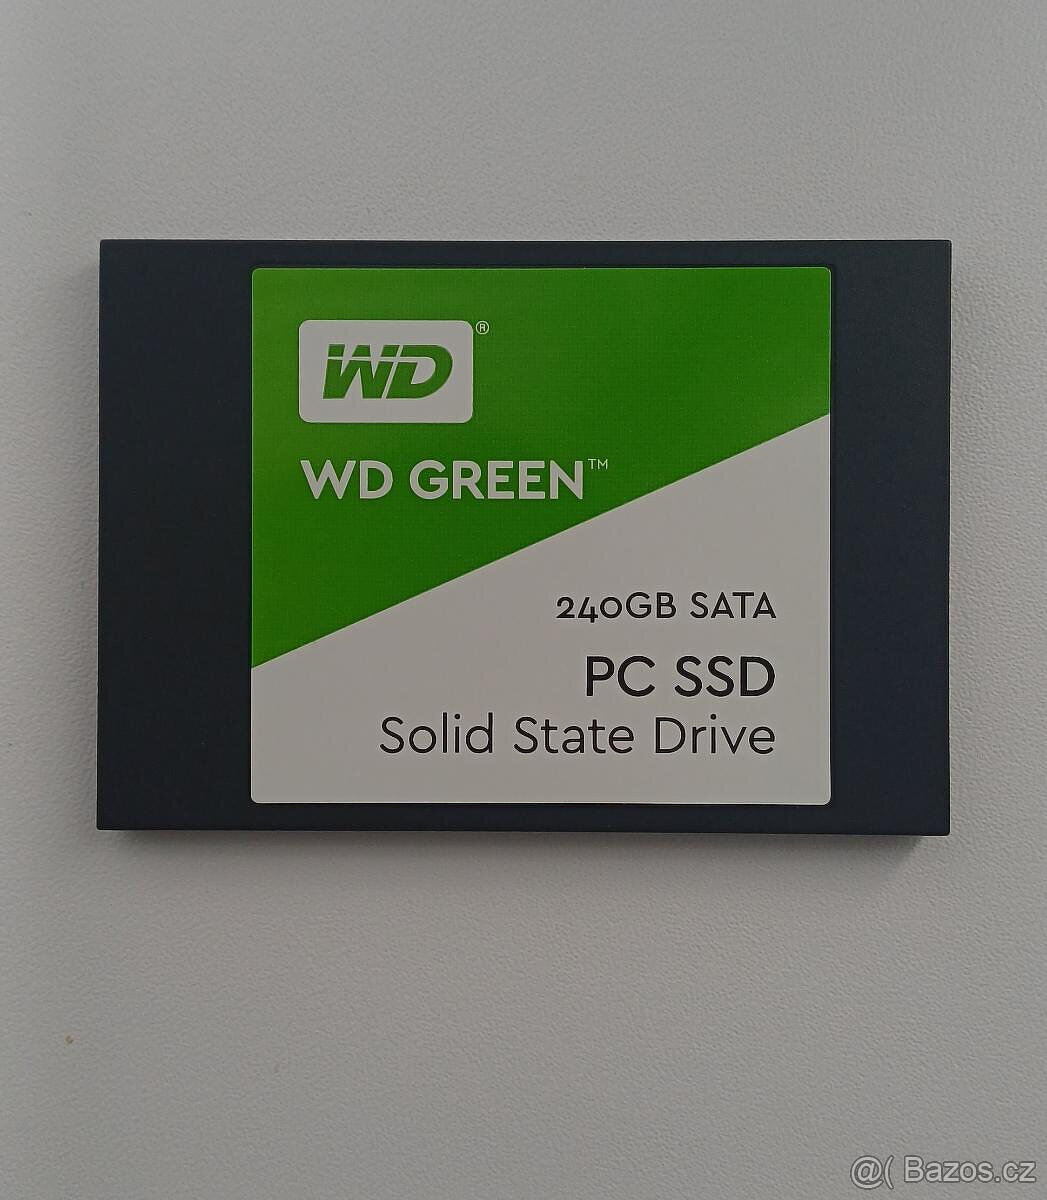 WD®
WD GREEN™
240GB SATA
PC SSD
Solid State Drive
@( Bazos.cz